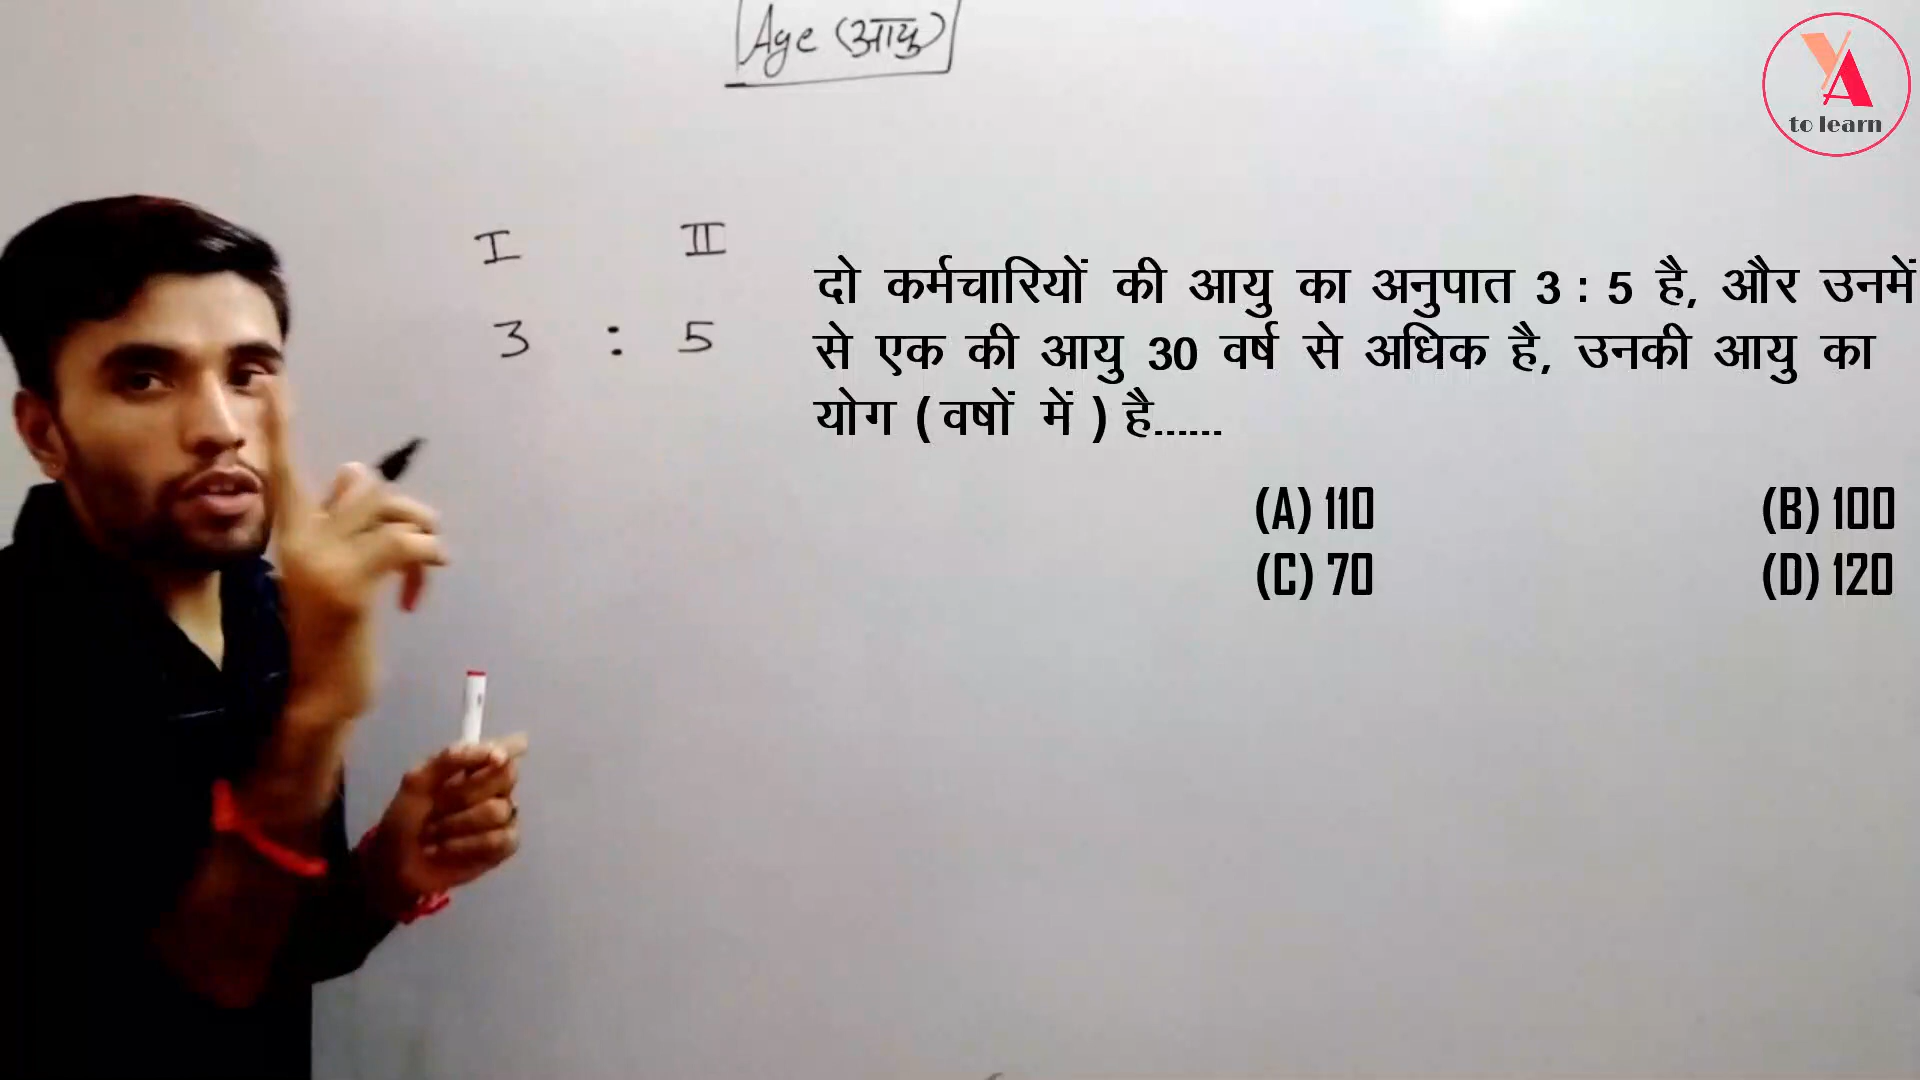 Age (आयु)
YA
to learn
I II
3 : 5
दो कर्मचारियों की आयु का अनुपात 3 : 5 है, और उनमें
से एक की आयु 30 वर्ष से अधिक है, उनकी आयु का
योग ( वर्षो में ) है......
(A) 110 (B) 100
(C) 70 (D) 120